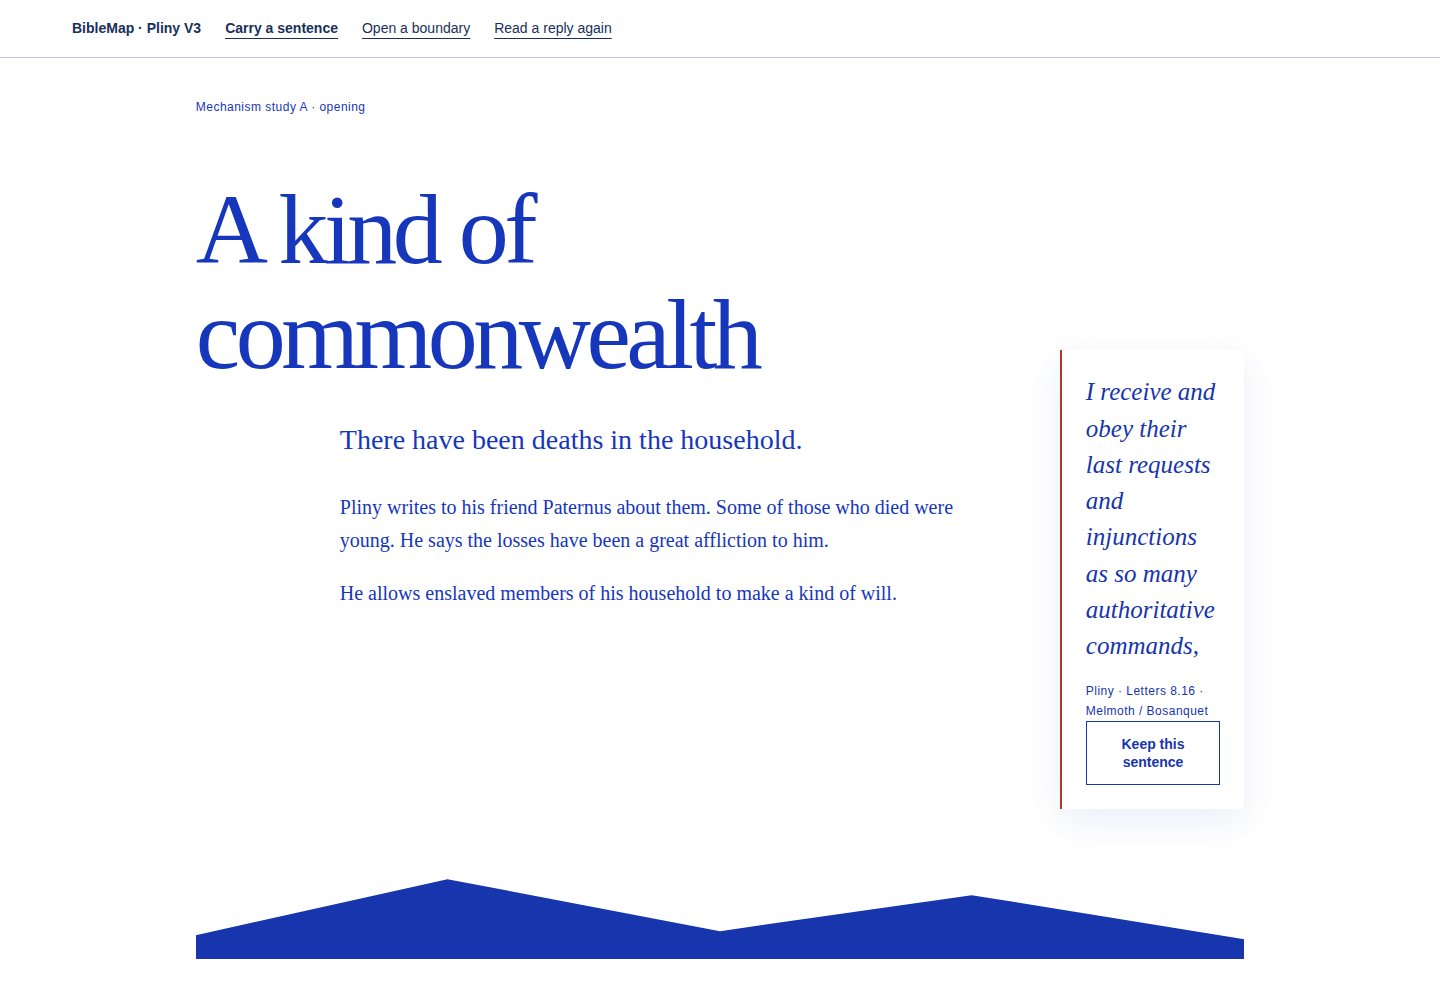 BibleMap · Pliny V3 Carry a sentence Open a boundary Read a reply again
Mechanism study A · opening
A kind of
commonwealth
There have been deaths in the household.
Pliny writes to his friend Paternus about them. Some of those who died were
young. He says the losses have been a great affliction to him.
He allows enslaved members of his household to make a kind of will.
I receive and
obey their
last requests
and
injunctions
as so many
authoritative
commands,
Pliny · Letters 8.16 ·
Melmoth / Bosanquet
Keep this
sentence